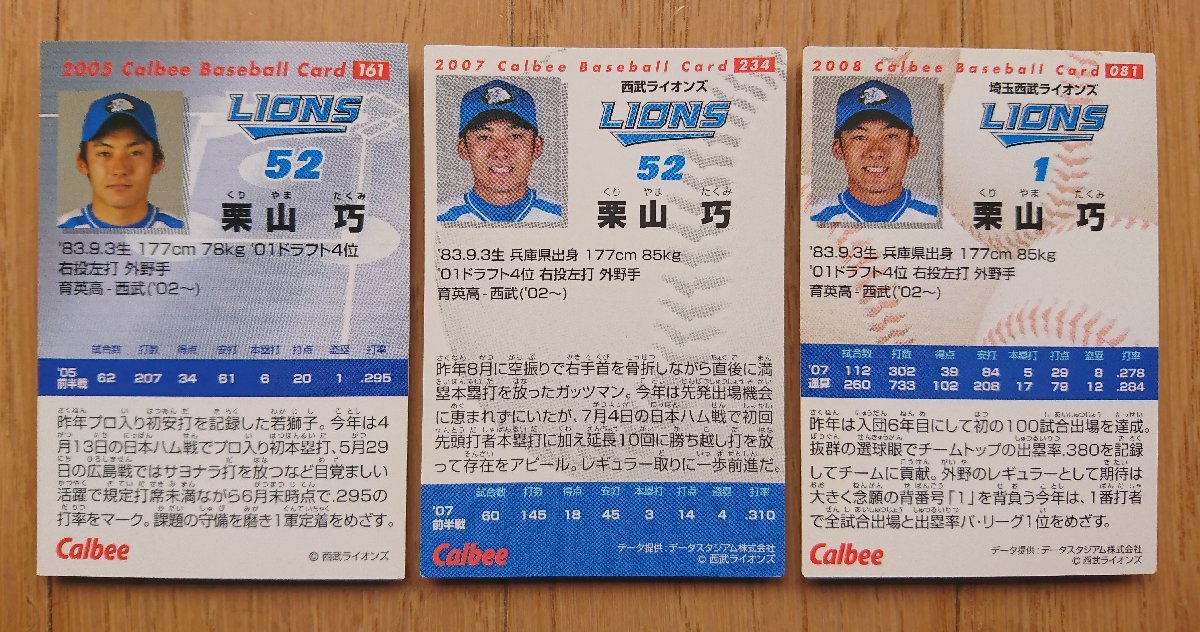 2005 Calbee Baseball Card 161
LIONS
52
くり やま たくみ
栗山 巧
'83.9.3生 177cm 78kg '01ドラフト4位
右投左打 外野手
育英高-西武('02〜)
試合数 打数 得点 安打 本塁打 打点 盗塁 打率
'05前半戦 62 207 34 61 6 20 1 .295
昨年プロ入り初安打を記録した若獅子。今年は4
月13日の日本ハム戦でプロ入り初本塁打、5月29
日の広島戦ではサヨナラ打を放つなど目覚ましい
活躍で規定打席未満ながら6月末時点で.295の
打率をマーク。課題の守備を磨き1軍定着をめざす。
Calbee
© 西武ライオンズ
2007 Calbee Baseball Card 234
西武ライオンズ
LIONS
52
くり やま たくみ
栗山 巧
'83.9.3生 兵庫県出身 177cm 85kg
'01ドラフト4位 右投左打 外野手
育英高-西武('02〜)
昨年8月に空振りで右手首を骨折しながら直後に満
塁本塁打を放ったガッツマン。今年は先発出場機会
に恵まれずにいたが、7月4日の日本ハム戦で初回
先頭打者本塁打に加え延長10回に勝ち越し打を放
って存在をアピール。レギュラー取りに一歩前進だ。
試合数 打数 得点 安打 本塁打 打点 盗塁 打率
'07前半戦 60 145 18 45 3 14 4 .310
データ提供:データスタジアム株式会社
Calbee
© 西武ライオンズ
2008 Calbee Baseball Card 081
埼玉西武ライオンズ
LIONS
1
くり やま たくみ
栗山 巧
'83.9.3生 兵庫県出身 177cm 85kg
'01ドラフト4位 右投左打 外野手
育英高-西武('02〜)
試合数 打数 得点 安打 本塁打 打点 盗塁 打率
'07 112 302 39 84 5 29 8 .278
通算 260 733 102 208 17 79 12 .284
昨年は入団6年目にして初の100試合出場を達成。
抜群の選球眼でチームトップの出塁率.380を記録
してチームに貢献。外野のレギュラーとして期待は
大きく念願の背番号「1」を背負う今年は、1番打者
で全試合出場と出塁率パ・リーグ1位をめざす。
データ提供:データスタジアム株式会社
Calbee
© 西武ライオンズ